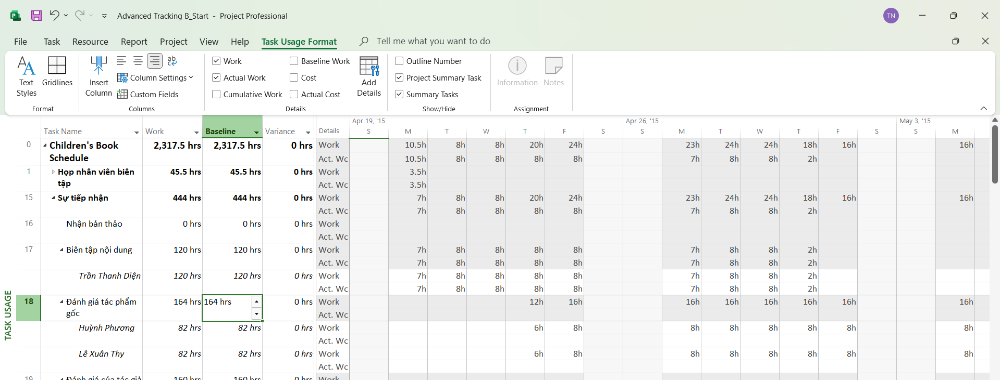 Advanced Tracking B_Start - Project Professional
TN
File Task Resource Report Project View Help Task Usage Format Tell me what you want to do
Text Styles
Gridlines
Format
Insert Column
Column Settings
Custom Fields
Columns
Work
Actual Work
Cumulative Work
Baseline Work
Cost
Actual Cost
Add Details
Details
Outline Number
Project Summary Task
Summary Tasks
Show/Hide
Information
Notes
Assignment
Apr 19, '15 Apr 26, '15 May 3, '15
Task Name Work Baseline Variance Details S M T W T F S S M T W T F S S M
0 Children's Book Schedule 2,317.5 hrs 2,317.5 hrs 0 hrs Work 10.5h 8h 8h 20h 24h 23h 24h 24h 18h 16h 16h
Act. Wc 10.5h 8h 8h 8h 8h 7h 8h 8h 2h
1 Họp nhân viên biên tập 45.5 hrs 45.5 hrs 0 hrs Work 3.5h
Act. Wc 3.5h
15 Sự tiếp nhận 444 hrs 444 hrs 0 hrs Work 7h 8h 8h 20h 24h 23h 24h 24h 18h 16h 16h
Act. Wc 7h 8h 8h 8h 8h 7h 8h 8h 2h
16 Nhận bản thảo 0 hrs 0 hrs 0 hrs Work
Act. Wc
17 Biên tập nội dung 120 hrs 120 hrs 0 hrs Work 7h 8h 8h 8h 8h 7h 8h 8h 2h
Act. Wc 7h 8h 8h 8h 8h 7h 8h 8h 2h
Trần Thanh Diện 120 hrs 120 hrs 0 hrs Work 7h 8h 8h 8h 8h 7h 8h 8h 2h
Act. Wc 7h 8h 8h 8h 8h 7h 8h 8h 2h
18 Đánh giá tác phẩm gốc 164 hrs 164 hrs 0 hrs Work 12h 16h 16h 16h 16h 16h 16h 16h
Act. Wc
Huỳnh Phương 82 hrs 82 hrs 0 hrs Work 6h 8h 8h 8h 8h 8h 8h 8h
Act. Wc
Lê Xuân Thy 82 hrs 82 hrs 0 hrs Work 6h 8h 8h 8h 8h 8h 8h 8h
Act. Wc
19 Đánh giá của tác giả 160 hrs 160 hrs 0 hrs Work
TASK USAGE